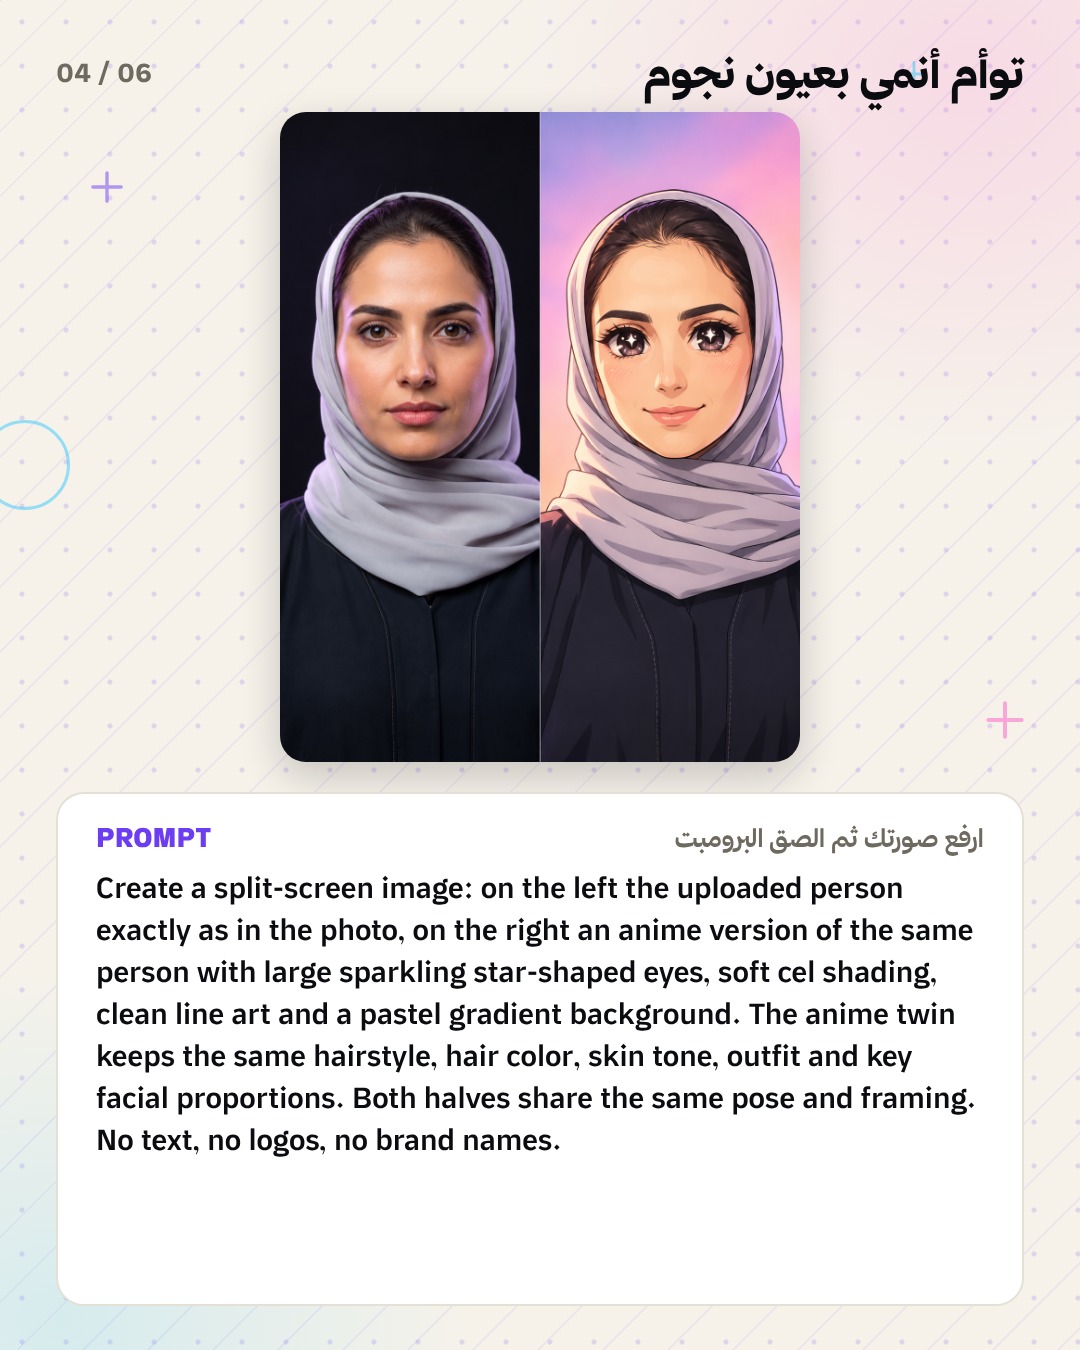 04 / 06
توأم أنمي بعيون نجوم
PROMPT
ارفع صورتك ثم الصق البرومبت
Create a split-screen image: on the left the uploaded person
exactly as in the photo, on the right an anime version of the same
person with large sparkling star-shaped eyes, soft cel shading,
clean line art and a pastel gradient background. The anime twin
keeps the same hairstyle, hair color, skin tone, outfit and key
facial proportions. Both halves share the same pose and framing.
No text, no logos, no brand names.